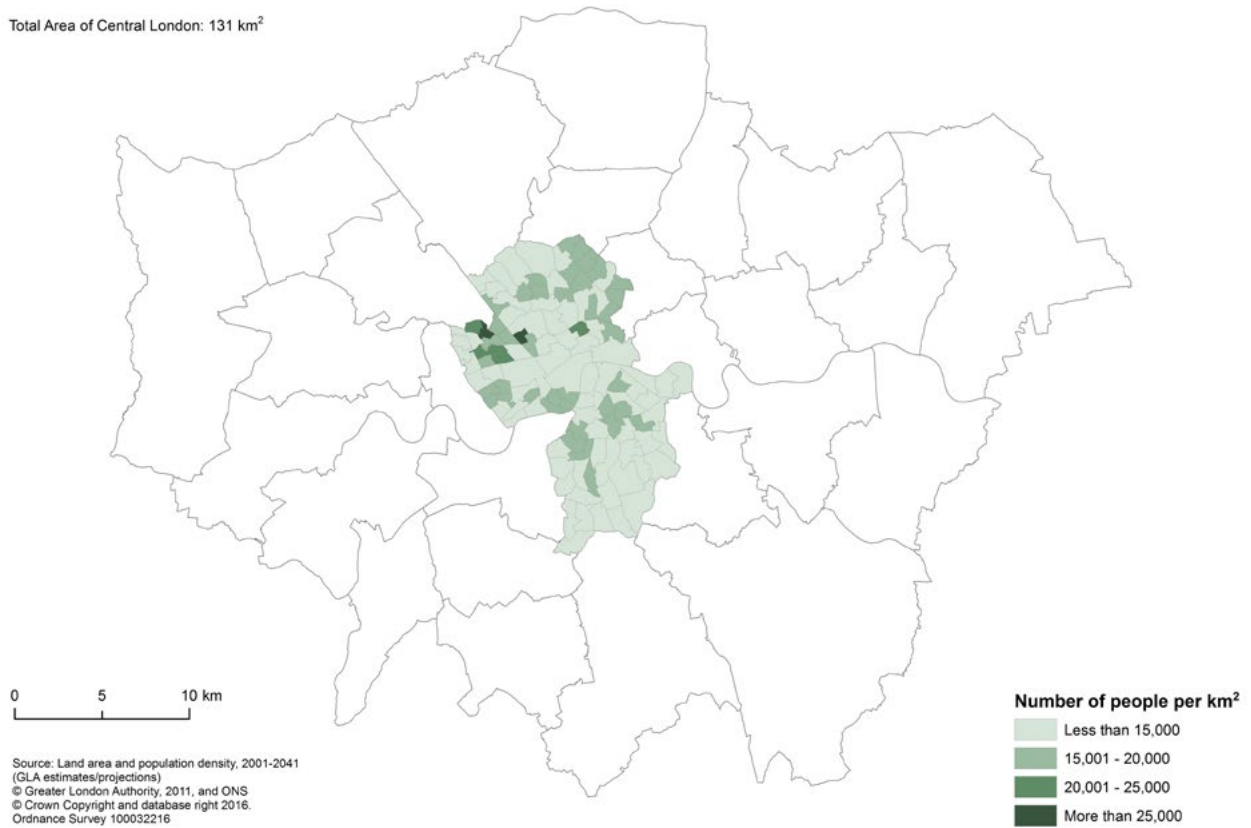 Total Area of Central London: 131 km²
0 5 10 km
Source: Land area and population density, 2001-2041
(GLA estimates/projections)
© Greater London Authority, 2011, and ONS
© Crown Copyright and database right 2016.
Ordnance Survey 100032216
Number of people per km²
Less than 15,000
15,001 - 20,000
20,001 - 25,000
More than 25,000